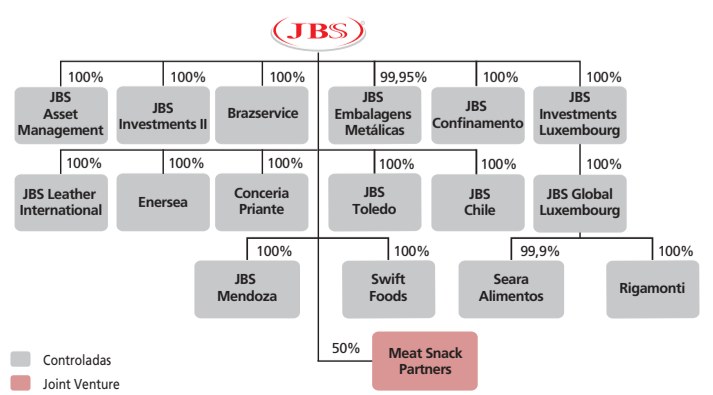 JBS
100%
100%
100%
99,95%
100%
100%
JBS
Asset
Management
JBS
Investments II
Brazservice
JBS
Embalagens
Metálicas
JBS
Confinamento
JBS
Investments
Luxembourg
100%
100%
100%
100%
100%
100%
JBS Leather
International
Enersea
Conceria
Priante
JBS
Toledo
JBS
Chile
JBS Global
Luxembourg
100%
100%
99,9%
100%
JBS
Mendoza
Swift
Foods
Seara
Alimentos
Rigamonti
50%
Meat Snack
Partners
Controladas
Joint Venture